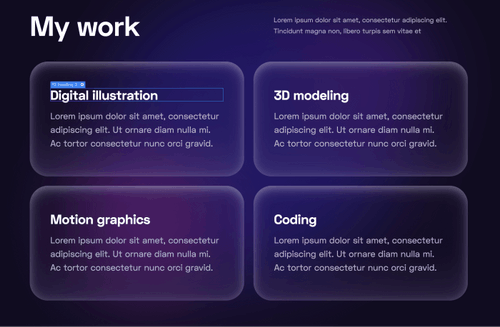 My work
Lorem ipsum dolor sit amet, consectetur adipiscing elit.
Tincidunt magna non, libero turpis sem vitae et
Digital illustration
Lorem ipsum dolor sit amet, consectetur
adipiscing elit. Ut ornare diam nulla mi.
Ac tortor consectetur nunc orci gravid.
3D modeling
Lorem ipsum dolor sit amet, consectetur
adipiscing elit. Ut ornare diam nulla mi.
Ac tortor consectetur nunc orci gravid.
Motion graphics
Lorem ipsum dolor sit amet, consectetur
adipiscing elit. Ut ornare diam nulla mi.
Ac tortor consectetur nunc orci gravid.
Coding
Lorem ipsum dolor sit amet, consectetur
adipiscing elit. Ut ornare diam nulla mi.
Ac tortor consectetur nunc orci gravid.